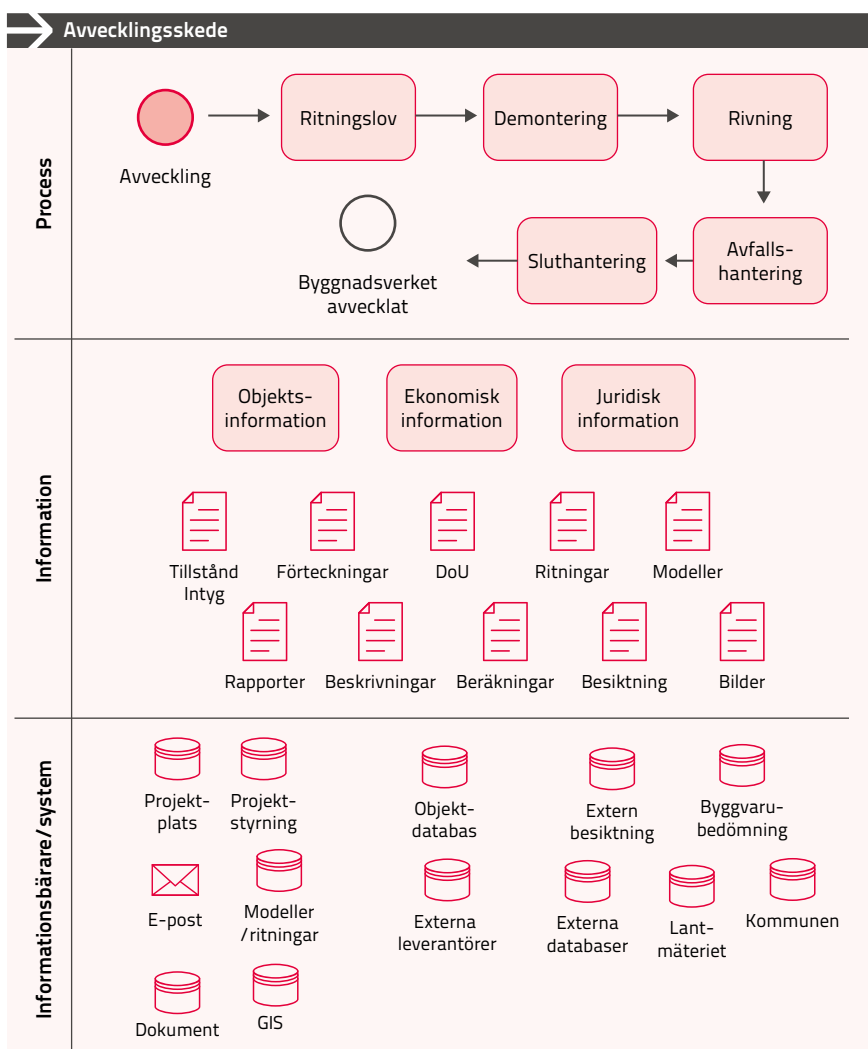 Avvecklingsskede
Process
Ritningslov
Demontering
Rivning
Avveckling
Avfalls-
hantering
Sluthantering
Byggnadsverket
avvecklat
Information
Objekts-
information
Ekonomisk
information
Juridisk
information
Tillstånd
Intyg
Förteckningar
DoU
Ritningar
Modeller
Rapporter
Beskrivningar
Beräkningar
Besiktning
Bilder
Informationsbärare/system
Projekt-
plats
Projekt-
styrning
Objekt-
databas
Extern
besiktning
Byggvaru-
bedömning
E-post
Modeller
/ritningar
Externa
leverantörer
Externa
databaser
Lant-
mäteriet
Kommunen
Dokument
GIS